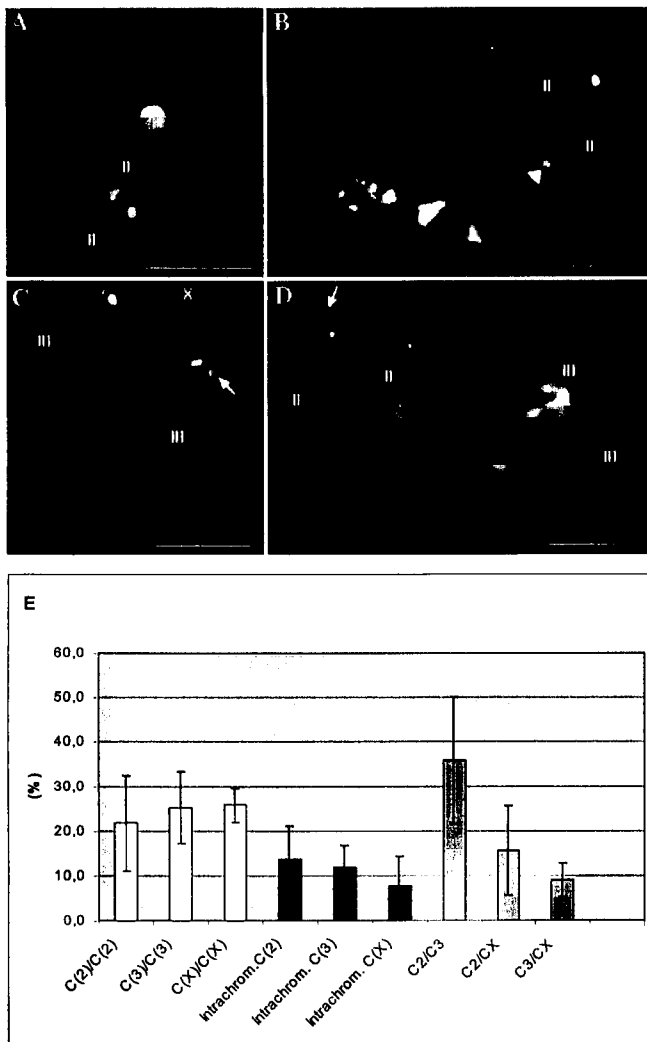 A
II
II
B
II
II
C
X
III
III
D
II
II
III
III
E
60,0
50,0
40,0
30,0
20,0
10,0
0,0
(%)
C(2)/C(2)
C(3)/C(3)
C(X)/C(X)
Intrachrom.C(2)
Intrachrom. C(3)
Intrachrom. C(X)
C2/C3
C2/CX
C3/CX